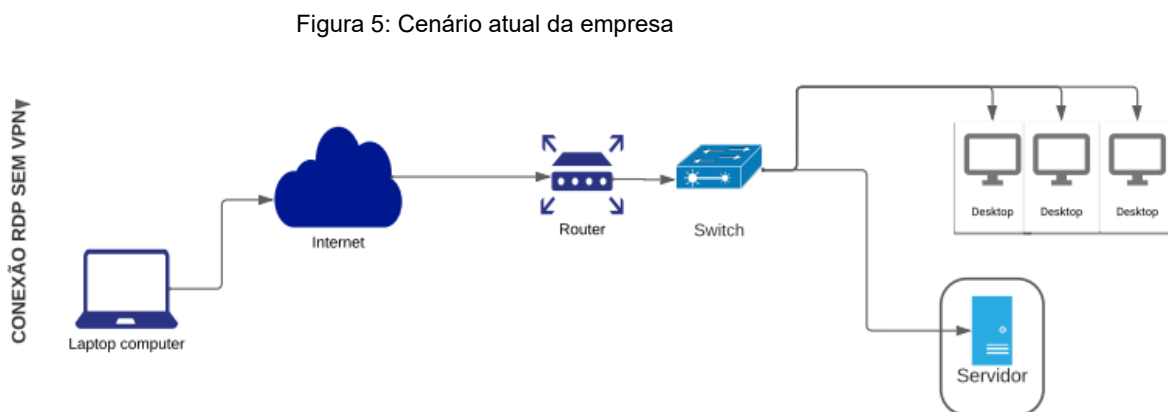 Figura 5: Cenário atual da empresa
CONEXÃO RDP SEM VPN
Laptop computer
Internet
Router
Switch
Desktop
Desktop
Desktop
Servidor